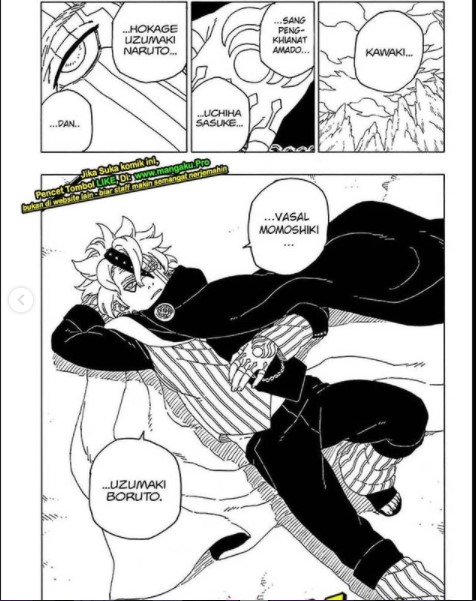 KAWAKI...
...SANG
PENG-
KHIANAT
AMADO...
...UCHIHA
SASUKE...
...HOKAGE
UZUMAKI
NARUTO...
...DAN..
Jika Suka komik ini,
Pencet Tombol LIKE. Di: www.mangaku.Pro
bukan di website lain - biar staff makin semangat nerjemahin
...VASAL
MOMOSHIKI
...
...UZUMAKI
BORUTO.